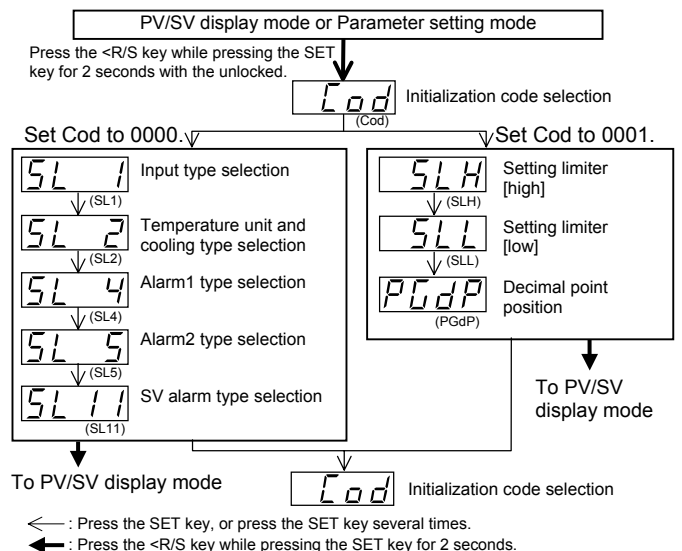 PV/SV display mode or Parameter setting mode
Press the <R/S key while pressing the SET
key for 2 seconds with the unlocked.
Cod
Initialization code selection
(Cod)
Set Cod to 0000.
SL 1
Input type selection
(SL1)
SL 2
Temperature unit and
cooling type selection
(SL2)
SL 4
Alarm1 type selection
(SL4)
SL 5
Alarm2 type selection
(SL5)
SL 11
SV alarm type selection
(SL11)
To PV/SV display mode
Set Cod to 0001.
SLH
Setting limiter
[high]
(SLH)
SLL
Setting limiter
[low]
(SLL)
PGdP
Decimal point
position
(PGdP)
To PV/SV
display mode
Cod
Initialization code selection
: Press the SET key, or press the SET key several times.
: Press the <R/S key while pressing the SET key for 2 seconds.